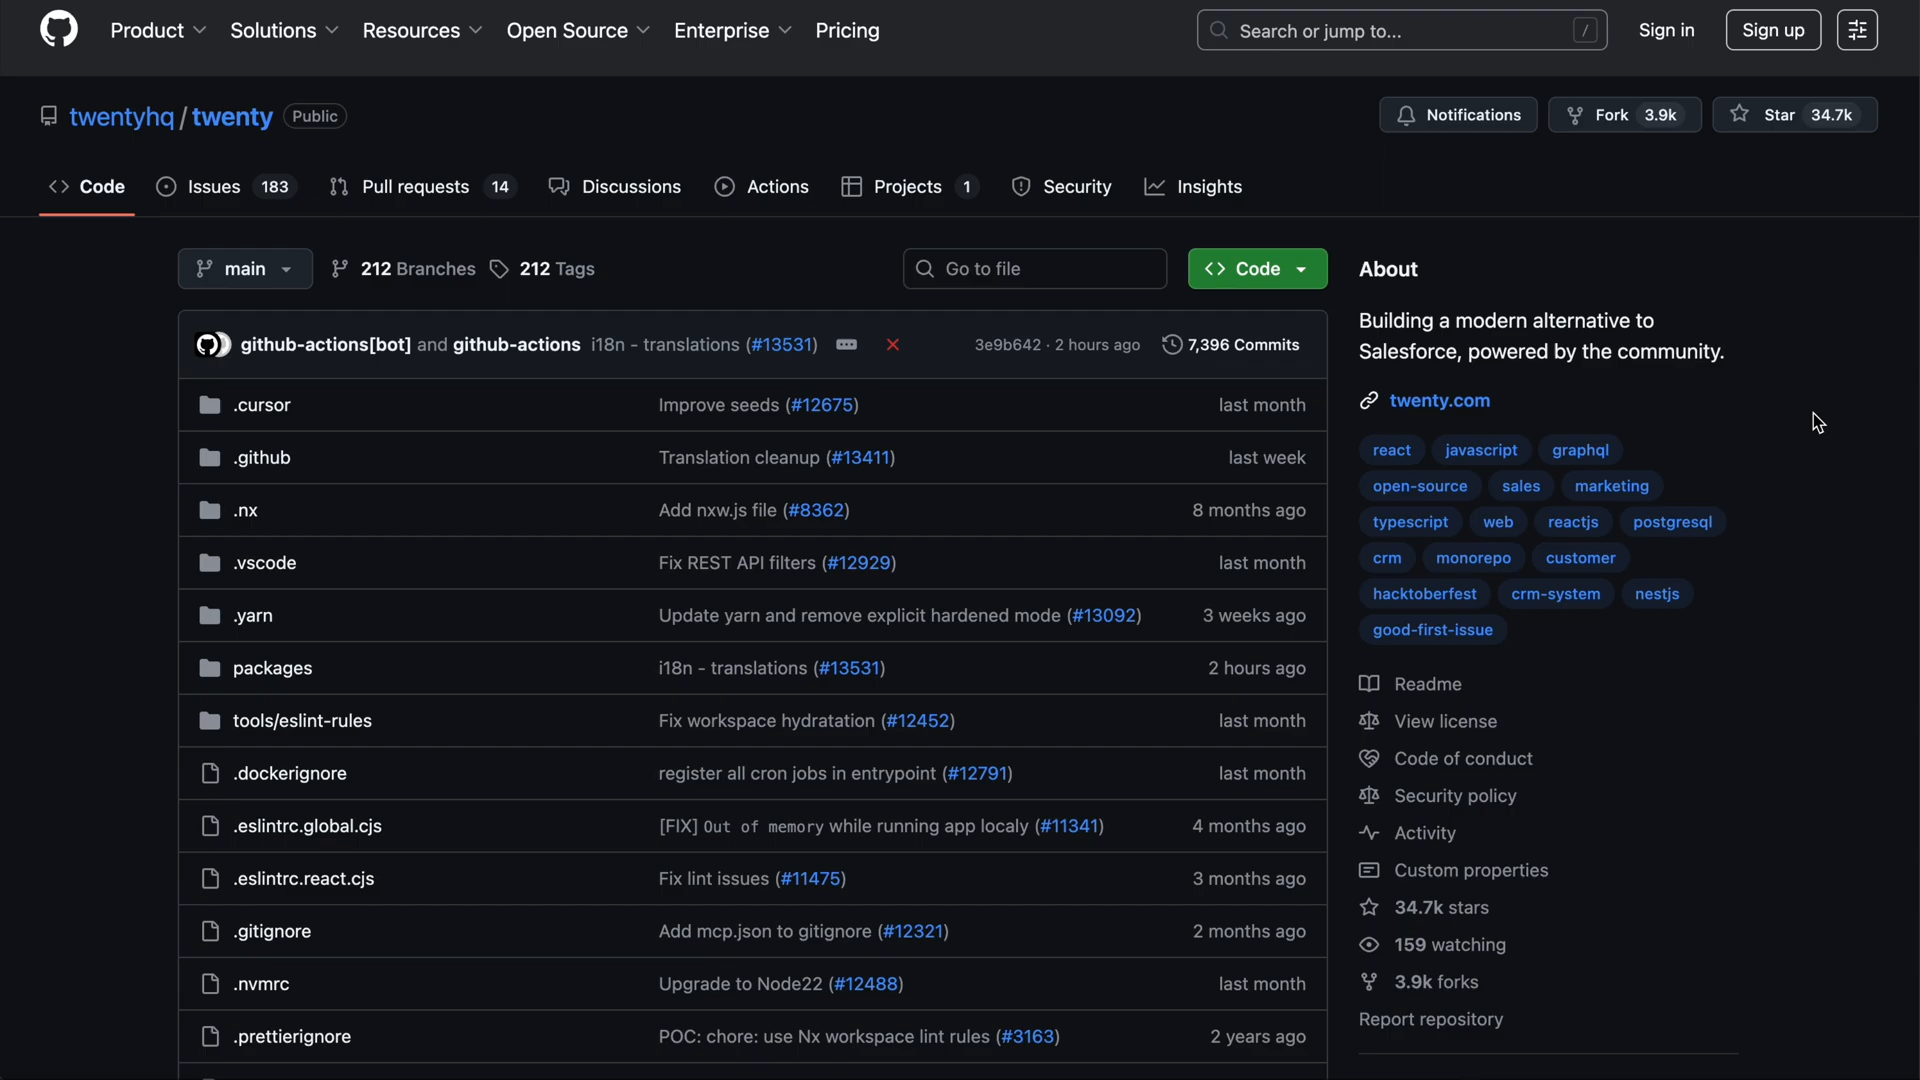 Product Solutions Resources Open Source Enterprise Pricing Search or jump to... / Sign in Sign up
twentyhq / twenty Public Notifications Fork 3.9k Star 34.7k
Code Issues 183 Pull requests 14 Discussions Actions Projects 1 Security Insights
main 212 Branches 212 Tags Go to file Code
github-actions[bot] and github-actions i18n - translations (#13531) 3e9b642 · 2 hours ago 7,396 Commits
.cursor Improve seeds (#12675) last month
.github Translation cleanup (#13411) last week
.nx Add nxw.js file (#8362) 8 months ago
.vscode Fix REST API filters (#12929) last month
.yarn Update yarn and remove explicit hardened mode (#13092) 3 weeks ago
packages i18n - translations (#13531) 2 hours ago
tools/eslint-rules Fix workspace hydratation (#12452) last month
.dockerignore register all cron jobs in entrypoint (#12791) last month
.eslintrc.global.cjs [FIX] Out of memory while running app localy (#11341) 4 months ago
.eslintrc.react.cjs Fix lint issues (#11475) 3 months ago
.gitignore Add mcp.json to gitignore (#12321) 2 months ago
.nvmrc Upgrade to Node22 (#12488) last month
.prettierignore POC: chore: use Nx workspace lint rules (#3163) 2 years ago
About
Building a modern alternative to
Salesforce, powered by the community.
twenty.com
react javascript graphql
open-source sales marketing
typescript web reactjs postgresql
crm monorepo customer
hacktoberfest crm-system nestjs
good-first-issue
Readme
View license
Code of conduct
Security policy
Activity
Custom properties
34.7k stars
159 watching
3.9k forks
Report repository